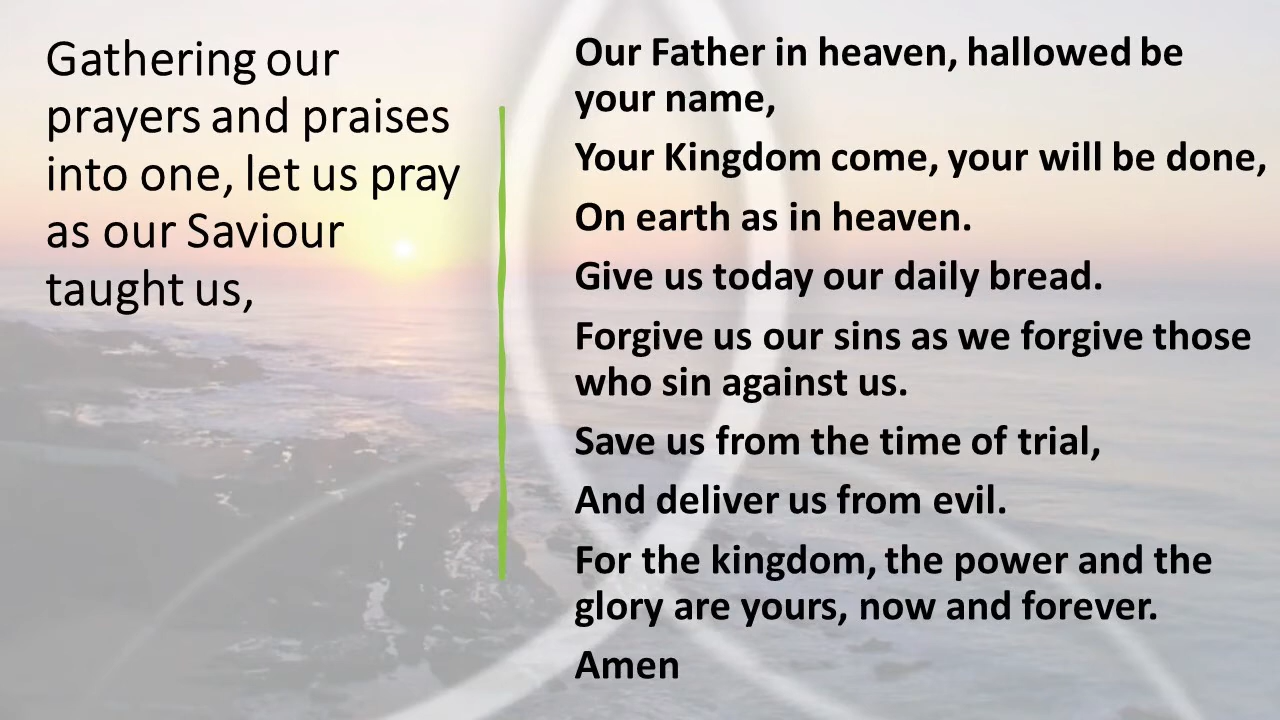 Gathering our
prayers and praises
into one, let us pray
as our Saviour
taught us,
Our Father in heaven, hallowed be
your name,
Your Kingdom come, your will be done,
On earth as in heaven.
Give us today our daily bread.
Forgive us our sins as we forgive those
who sin against us.
Save us from the time of trial,
And deliver us from evil.
For the kingdom, the power and the
glory are yours, now and forever.
Amen